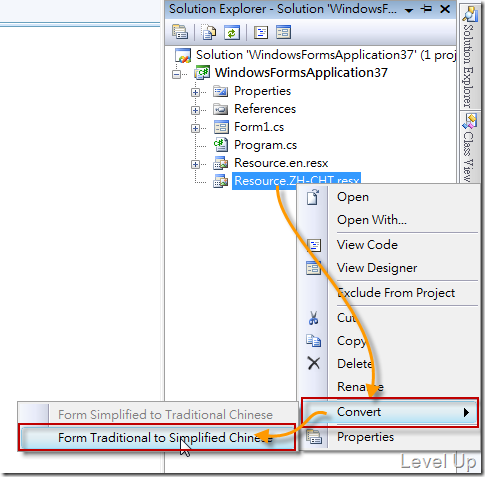 Solution Explorer - Solution 'WindowsF...
Solution 'WindowsFormsApplication37' (1 proj
WindowsFormsApplication37
Properties
References
Form1.cs
Program.cs
Resource.en.resx
Resource.ZH-CHT.resx
Solution Explorer
Class View
Open
Open With...
View Code
View Designer
Exclude From Project
Cut
Copy
Delete
Rename
Convert
Properties
Form Simplified to Traditional Chinese
Form Traditional to Simplified Chinese
Level Up